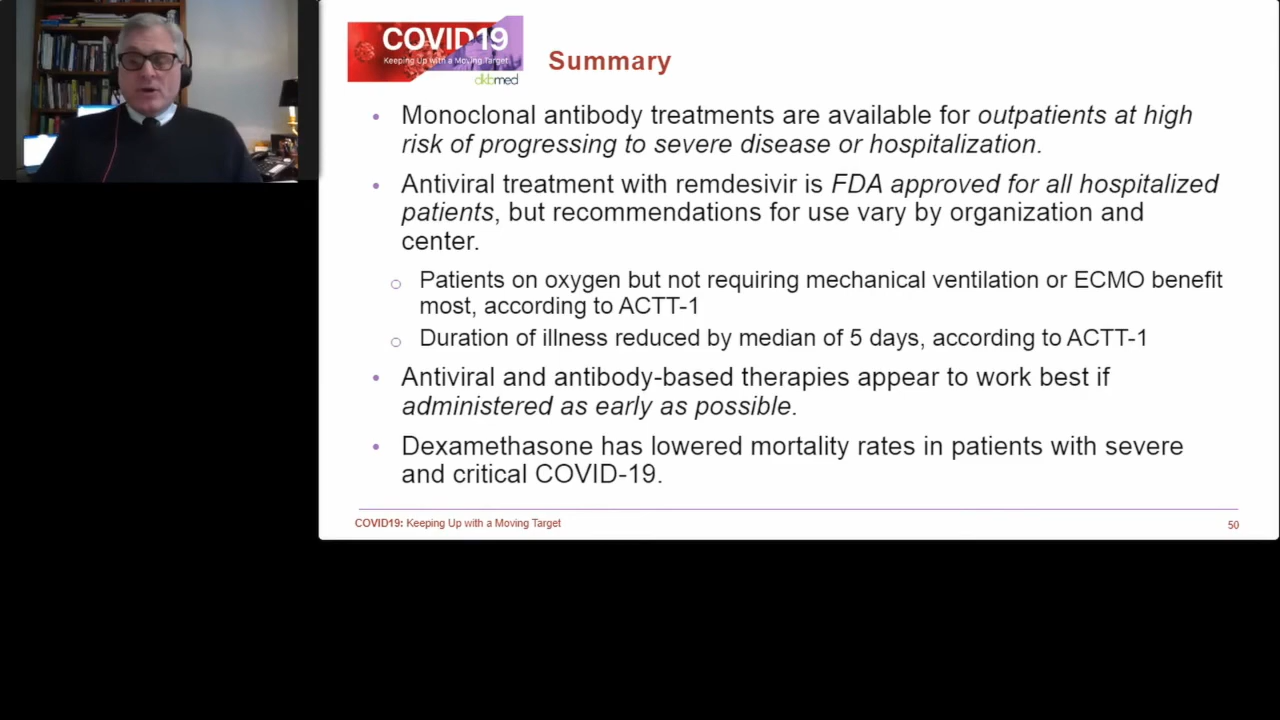 COVID19
Keeping Up with a Moving Target
dkbmed
Summary
• Monoclonal antibody treatments are available for outpatients at high
risk of progressing to severe disease or hospitalization.
• Antiviral treatment with remdesivir is FDA approved for all hospitalized
patients, but recommendations for use vary by organization and
center.
○ Patients on oxygen but not requiring mechanical ventilation or ECMO benefit
most, according to ACTT-1
○ Duration of illness reduced by median of 5 days, according to ACTT-1
• Antiviral and antibody-based therapies appear to work best if
administered as early as possible.
• Dexamethasone has lowered mortality rates in patients with severe
and critical COVID-19.
COVID19: Keeping Up with a Moving Target
50